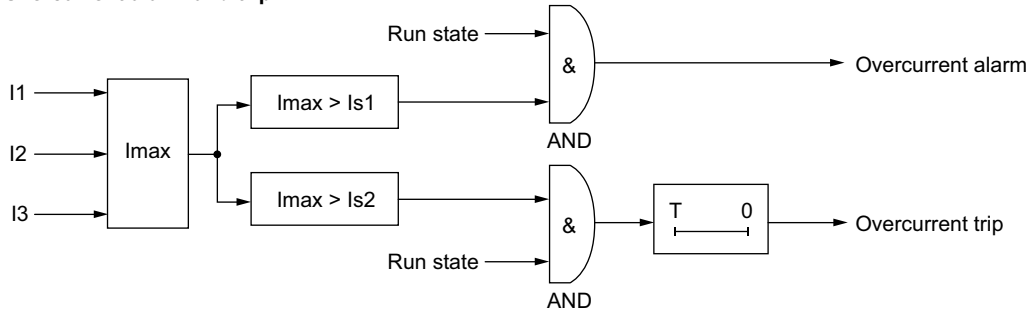 Run state
&
Overcurrent alarm
AND
I1
I2
I3
Imax
Imax > Is1
Imax > Is2
Run state
&
AND
T 0
Overcurrent trip